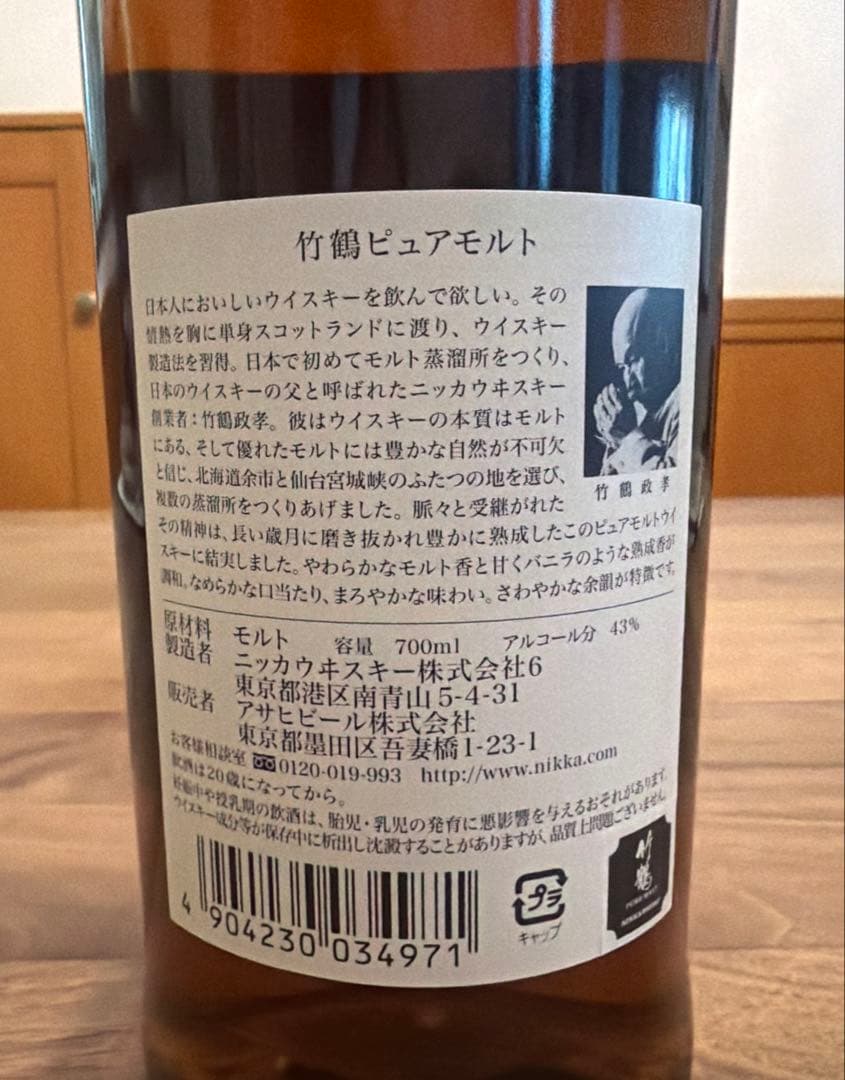 竹鶴ピュアモルト
日本人においしいウイスキーを飲んで欲しい。その
情熱を胸に単身スコットランドに渡り、ウイスキー
製造法を習得。日本で初めてモルト蒸溜所をつくり、
日本のウイスキーの父と呼ばれたニッカウヰスキー
創業者：竹鶴政孝。彼はウイスキーの本質はモルト
にある、そして優れたモルトには豊かな自然が不可欠
と信じ、北海道余市と仙台宮城峡のふたつの地を選び、
複数の蒸溜所をつくりあげました。脈々と受継がれた
その精神は、長い歳月に磨き抜かれ豊かに熟成したこのピュアモルトウイ
スキーに結実しました。やわらかなモルト香と甘くバニラのような熟成香が
調和。なめらかな口当たり、まろやかな味わい。さわやかな余韻が特徴です。
竹鶴政孝
原材料 モルト 容量 700ml アルコール分 43%
製造者 ニッカウヰスキー株式会社6
東京都港区南青山5-4-31
販売者 アサヒビール株式会社
東京都墨田区吾妻橋1-23-1
お客様相談室 0120-019-993 http://www.nikka.com
飲酒は20歳になってから。
妊娠中や授乳期の飲酒は、胎児・乳児の発育に悪影響を与えるおそれがあります。
ウイスキー成分等が保存中に析出し沈澱することがありますが、品質上問題ございません。
4 904230 034971
プラ
キャップ
竹鶴
PURE MALT